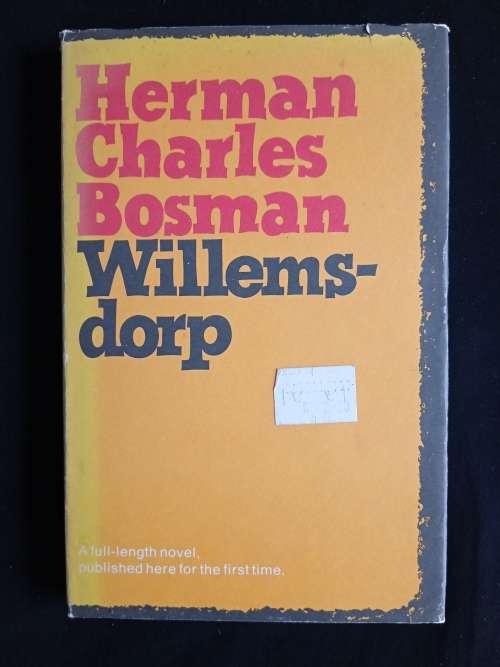 Herman
Charles
Bosman
Willems-
dorp
A full-length novel,
published here for the first time.